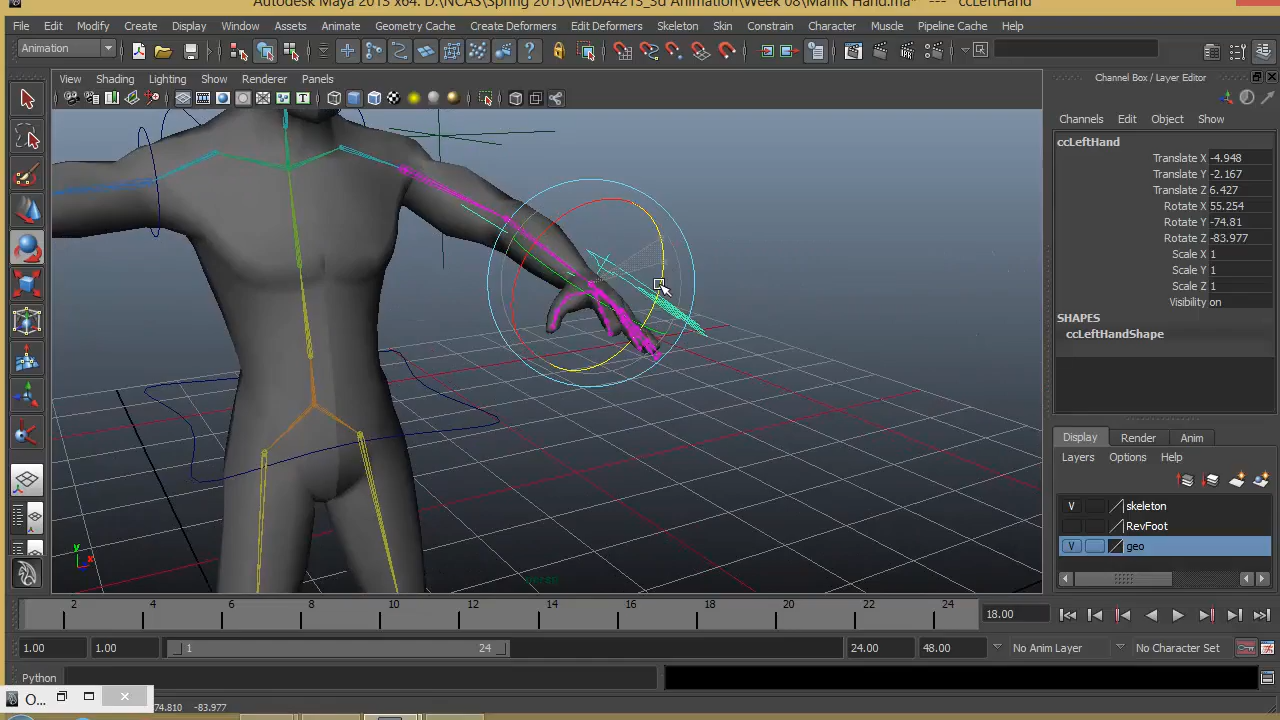 Autodesk Maya 2013 x64: D:\NCAS\Spring 2015\MEDA4213_3d Animation\Week 08\ManIK Hand.ma* --- ccLeftHand
File Edit Modify Create Display Window Assets Animate Geometry Cache Create Deformers Edit Deformers Skeleton Skin Constrain Character Muscle Pipeline Cache Help
Animation
View Shading Lighting Show Renderer Panels
Channel Box / Layer Editor
Channels Edit Object Show
ccLeftHand
Translate X -4.948
Translate Y -2.167
Translate Z 6.427
Rotate X 55.254
Rotate Y -74.81
Rotate Z -83.977
Scale X 1
Scale Y 1
Scale Z 1
Visibility on
SHAPES
ccLeftHandShape
Display Render Anim
Layers Options Help
V skeleton
RevFoot
V geo
y
x
persp
2 4 6 8 10 12 14 16 18 20 22 24
18.00
1.00 1.00 1 24 24.00 48.00 No Anim Layer No Character Set
Python
O...
74.810 -83.977